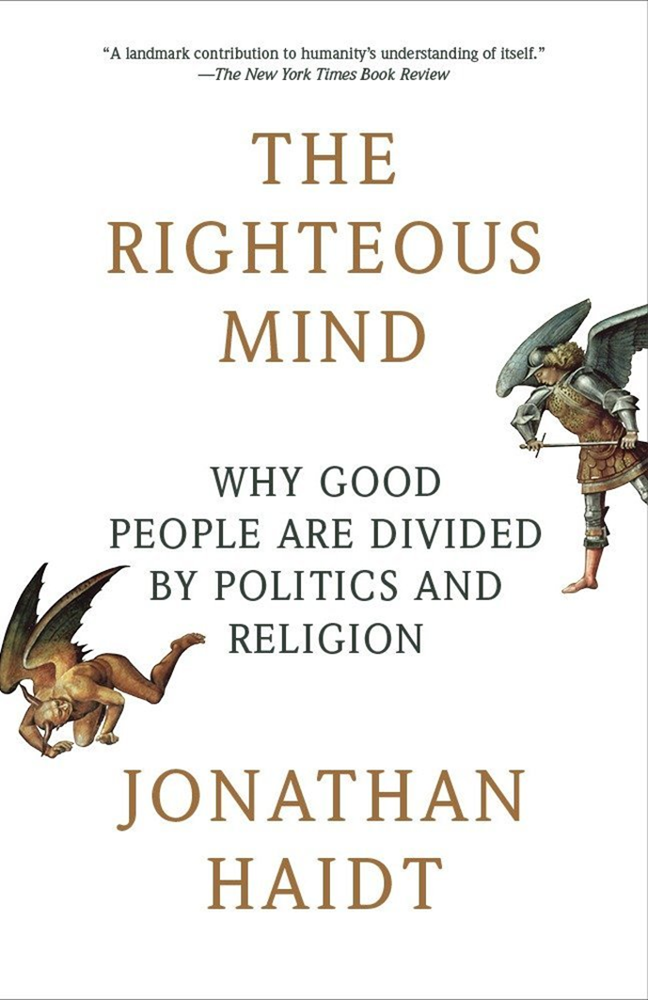 “A landmark contribution to humanity’s understanding of itself.”
—The New York Times Book Review
THE
RIGHTEOUS
MIND
WHY GOOD
PEOPLE ARE DIVIDED
BY POLITICS AND
RELIGION
JONATHAN
HAIDT